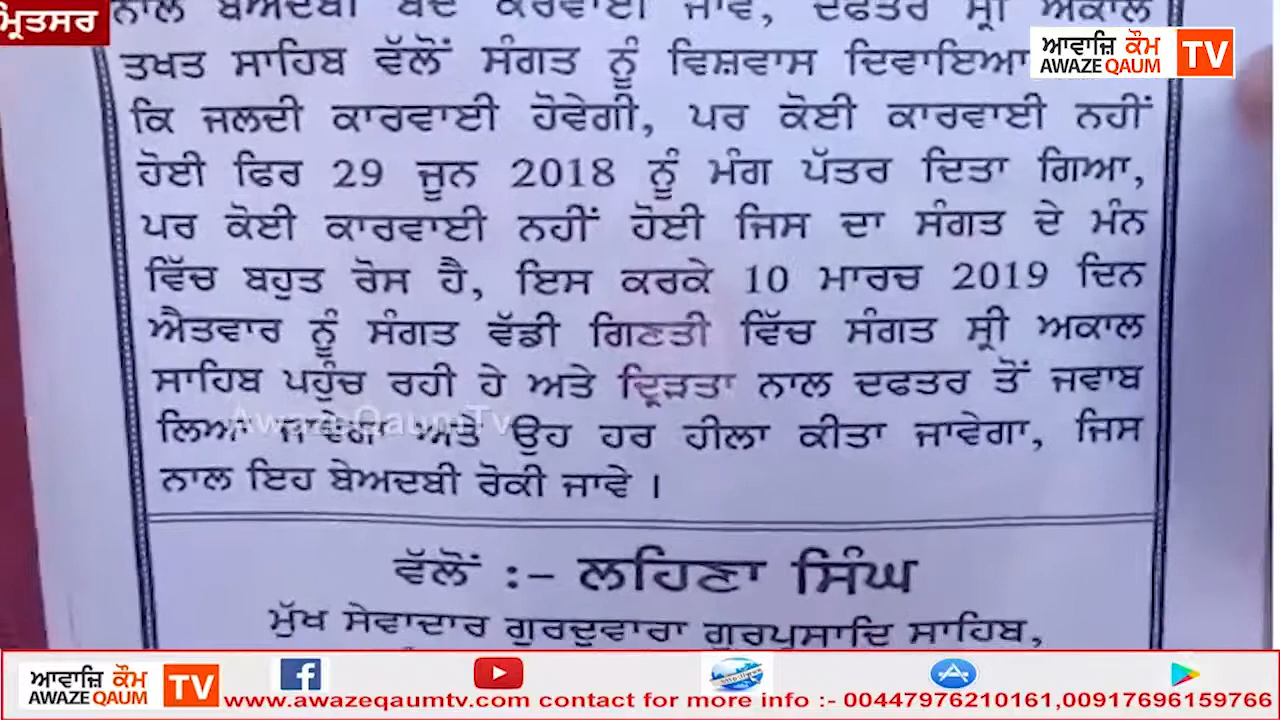 ਮ੍ਰਿਤਸਰ
ਨਾਲ ਬੇਅਦਬੀ ਬੰਦ ਕਰਵਾਈ ਜਾਵੇ, ਦਫਤਰ ਸ੍ਰੀ ਅਕਾਲ
ਆਵਾਜ਼ਿ ਕੌਮ
AWAZE QAUM TV
ਤਖਤ ਸਾਹਿਬ ਵੱਲੋਂ ਸੰਗਤ ਨੂੰ ਵਿਸ਼ਵਾਸ ਦਿਵਾਇਆ
ਕਿ ਜਲਦੀ ਕਾਰਵਾਈ ਹੋਵੇਗੀ, ਪਰ ਕੋਈ ਕਾਰਵਾਈ ਨਹੀਂ
ਹੋਈ ਫਿਰ 29 ਜੂਨ 2018 ਨੂੰ ਮੰਗ ਪੱਤਰ ਦਿਤਾ ਗਿਆ,
ਪਰ ਕੋਈ ਕਾਰਵਾਈ ਨਹੀਂ ਹੋਈ ਜਿਸ ਦਾ ਸੰਗਤ ਦੇ ਮੰਨ
ਵਿੱਚ ਬਹੁਤ ਰੋਸ ਹੈ, ਇਸ ਕਰਕੇ 10 ਮਾਰਚ 2019 ਦਿਨ
ਐਤਵਾਰ ਨੂੰ ਸੰਗਤ ਵੱਡੀ ਗਿਣਤੀ ਵਿੱਚ ਸੰਗਤ ਸ੍ਰੀ ਅਕਾਲ
ਸਾਹਿਬ ਪਹੁੰਚ ਰਹੀ ਹੇ ਅਤੇ ਦ੍ਰਿੜਤਾ ਨਾਲ ਦਫਤਰ ਤੋਂ ਜਵਾਬ
ਲਿਆ ਜਾਵੇਗਾ ਅਤੇ ਉਹ ਹਰ ਹੀਲਾ ਕੀਤਾ ਜਾਵੇਗਾ, ਜਿਸ
AwazeQaumTv
ਨਾਲ ਇਹ ਬੇਅਦਬੀ ਰੋਕੀ ਜਾਵੇ ।
ਵੱਲੋਂ :- ਲਹਿਣਾ ਸਿੰਘ
ਮੁੱਖ ਸੇਵਾਦਾਰ ਗੁਰਦੁਵਾਰਾ ਗੁਰਪ੍ਰਸਾਦਿ ਸਾਹਿਬ,
ਆਵਾਜ਼ਿ ਕੌਮ
AWAZE QAUM TV
www.awazeqaumtv.com contact for more info :- 00447976210161,00917696159766